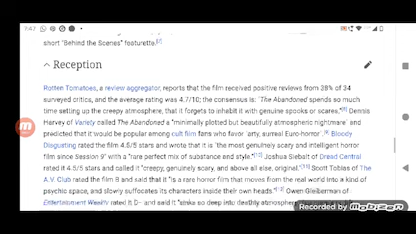 7:47
short "Behind the Scenes" featurette.[2]
Reception
Rotten Tomatoes, a review aggregator, reports that the film received positive reviews from 38% of 34
surveyed critics, and the average rating was 4.7/10; the consensus is: "The Abandoned spends so much
time setting up the creepy atmosphere, that it forgets to inhabit it with genuine spooks or scares."[8] Dennis
Harvey of Variety called The Abandoned a "minimally plotted but beautifully atmospheric nightmare" and
predicted that it would be popular among cult film fans who favor "arty, surreal Euro-horror".[9] Bloody
Disgusting rated the film 4.5/5 stars and wrote that it is "the most genuinely scary and intelligent horror
film since Session 9" with a "rare perfect mix of substance and style."[10] Joshua Siebalt of Dread Central
rated it 4.5/5 stars and called it "creepy, genuinely scary, and above all else, original."[11] Scott Tobias of The
A.V. Club rated the film B and said that it "is a rare horror film that moves from the real world into a kind of
psychic space, and slowly suffocates its characters inside their own heads." Owen Gleiberman of
Entertainment Weekly rated it D- and said it "sinks so deep into deathly atmosphere
Recorded by
Mobizen